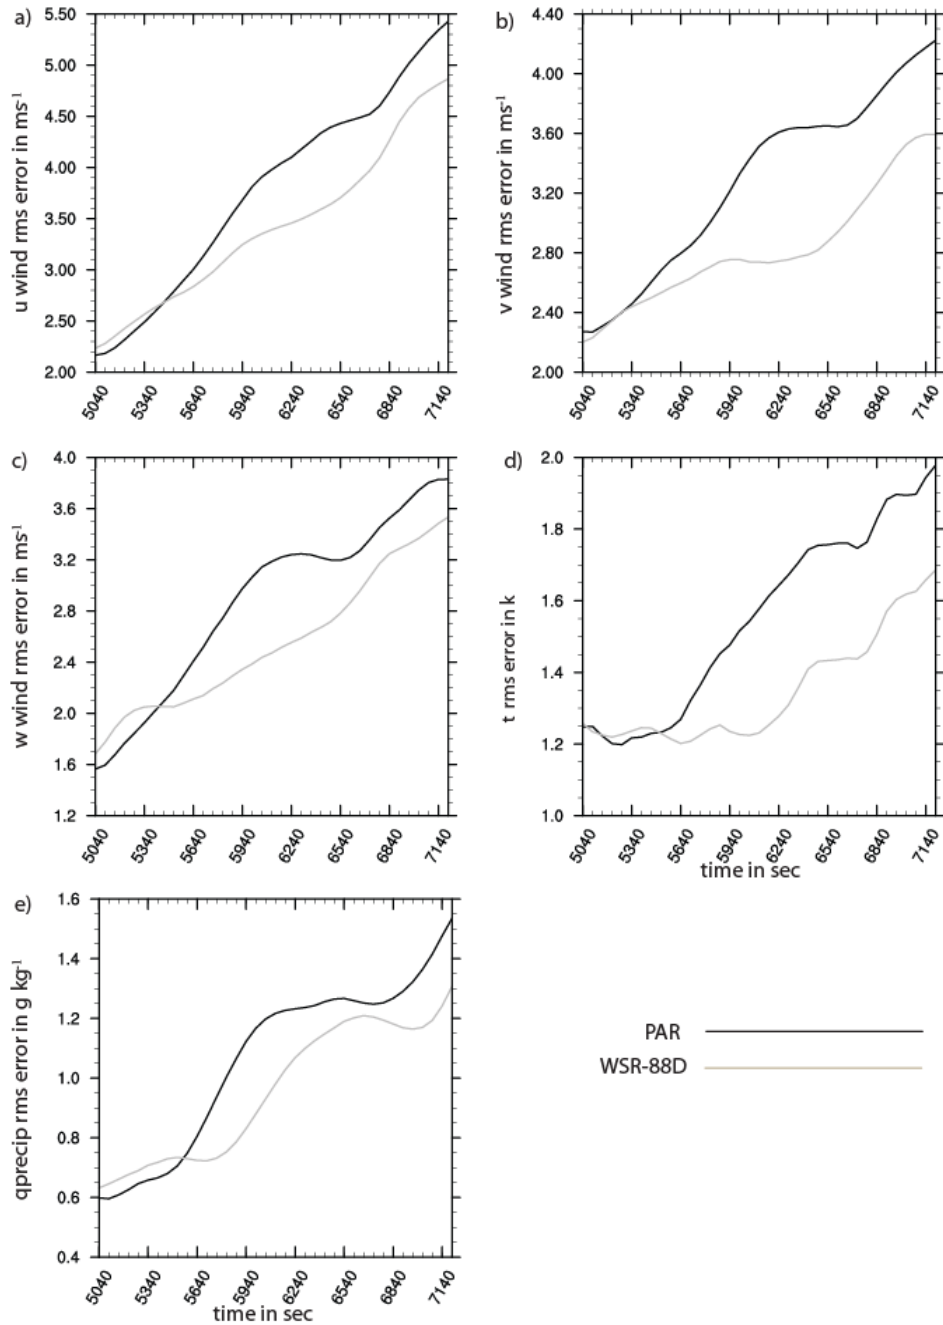 a)
u wind rms error in ms-1
5.50
5.00
4.50
4.00
3.50
3.00
2.50
2.00
5040 5340 5640 5940 6240 6540 6840 7140
b)
v wind rms error in ms-1
4.40
4.00
3.60
3.20
2.80
2.40
2.00
5040 5340 5640 5940 6240 6540 6840 7140
c)
w wind rms error in ms-1
4.0
3.6
3.2
2.8
2.4
2.0
1.6
1.2
5040 5340 5640 5940 6240 6540 6840 7140
d)
t rms error in k
2.0
1.8
1.6
1.4
1.2
1.0
5040 5340 5640 5940 6240 6540 6840 7140
time in sec
e)
qprecip rms error in g kg-1
1.6
1.4
1.2
1.0
0.8
0.6
0.4
5040 5340 5640 5940 6240 6540 6840 7140
time in sec
PAR
WSR-88D